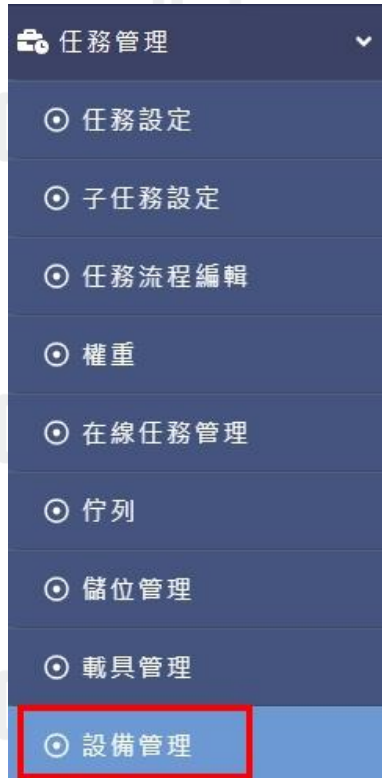 任務管理
任務設定
子任務設定
任務流程編輯
權重
在線任務管理
佇列
儲位管理
載具管理
設備管理